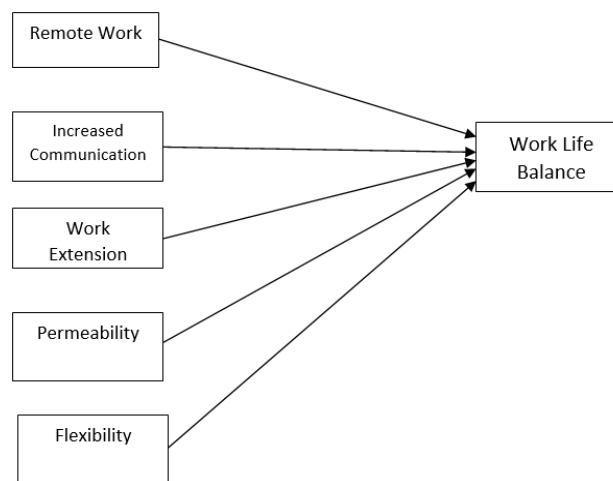 Remote Work
Increased
Communication
Work Life
Balance
Work
Extension
Permeability
Flexibility